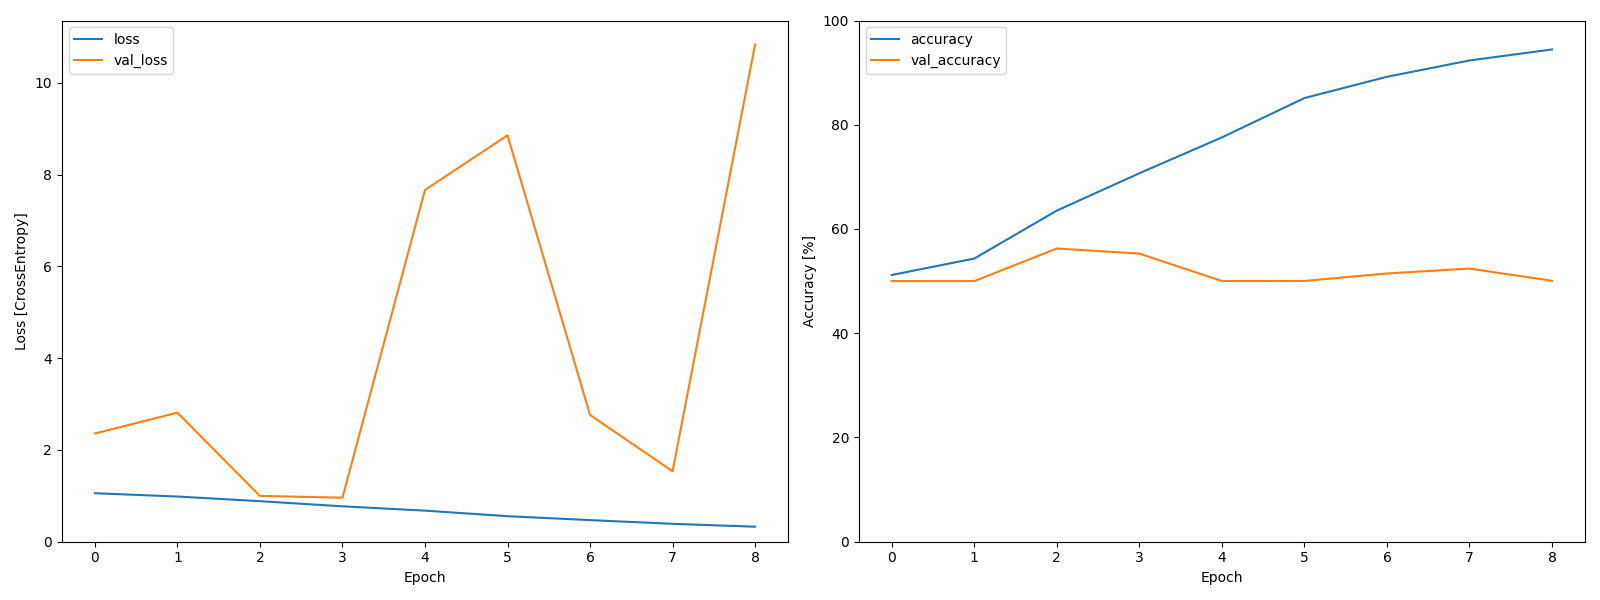 loss
val_loss
10
8
6
4
2
0
Loss [CrossEntropy]
0 1 2 3 4 5 6 7 8
Epoch
accuracy
val_accuracy
100
80
60
40
20
0
Accuracy [%]
0 1 2 3 4 5 6 7 8
Epoch